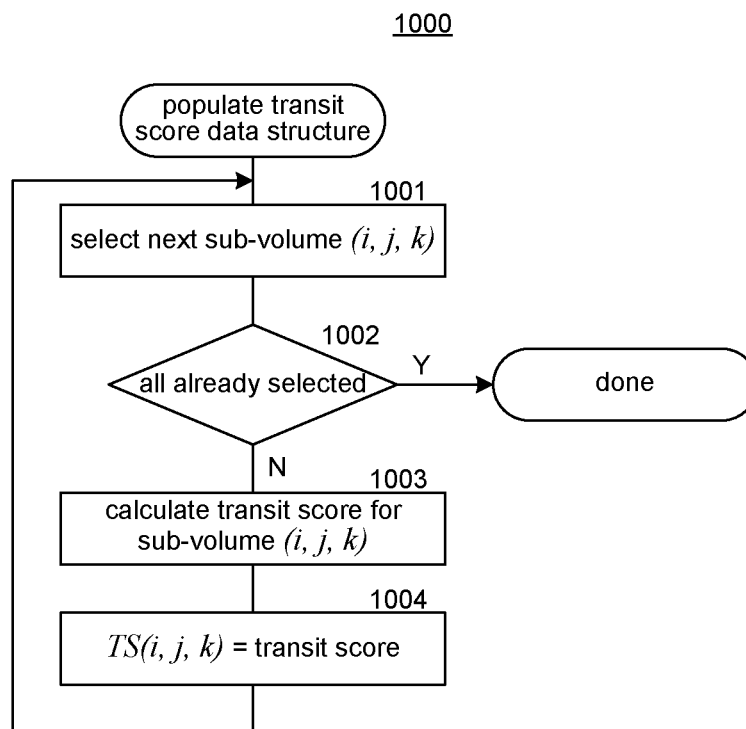 1000
populate transit
score data structure
1001
select next sub-volume (i, j, k)
1002
all already selected
Y
done
N
1003
calculate transit score for
sub-volume (i, j, k)
1004
TS(i, j, k) = transit score